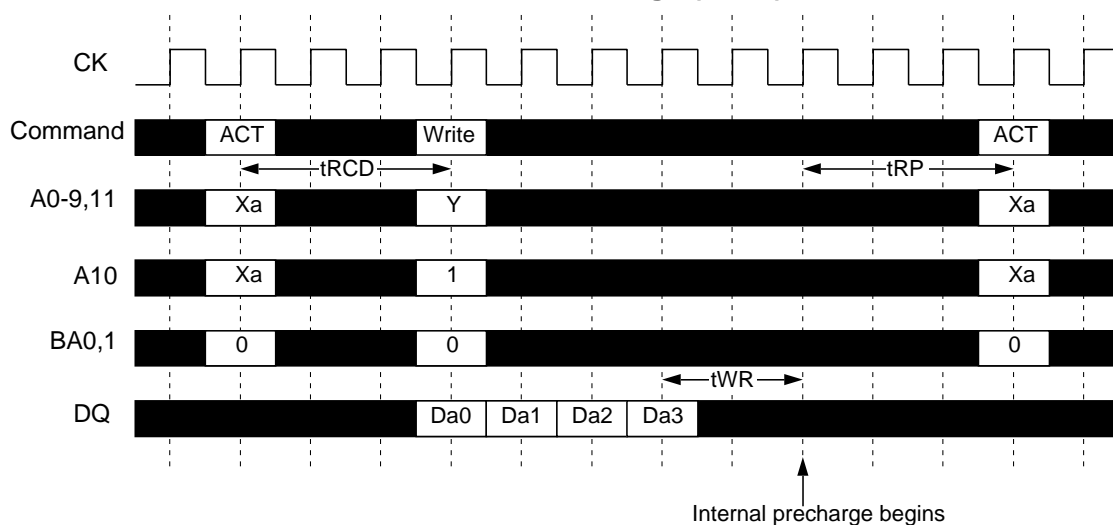 CK
Command ACT Write ACT
tRCD tRP
A0-9,11 Xa Y Xa
A10 Xa 1 Xa
BA0,1 0 0 0
tWR
DQ Da0 Da1 Da2 Da3
Internal precharge begins